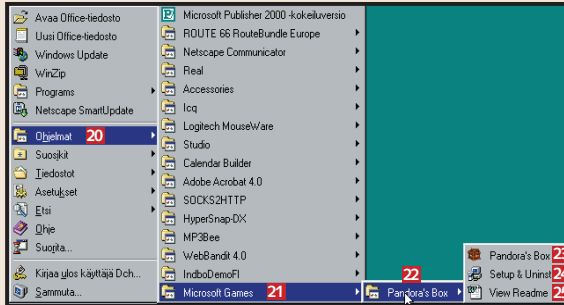 Avaa Office-tiedosto
Uusi Office-tiedosto
Windows Update
WinZip
Programs
Netscape SmartUpdate
Ohjelmat 20
Suosikit
Tiedostot
Asetukset
Etsi
Ohje
Suorita...
Kirjaa ulos käyttäjä Dch...
Sammuta...
Microsoft Publisher 2000 -kokeiluversio
ROUTE 66 RouteBundle Europe
Netscape Communicator
Real
Accessories
Icq
Logitech MouseWare
Studio
Calendar Builder
Adobe Acrobat 4.0
SOCKS2HTTP
HyperSnap-DX
MP3Bee
WebBandit 4.0
IndboDemoFI
Microsoft Games 21
22
Pandora's Box
Pandora's Box 23
Setup & Uninst 24
View Readme